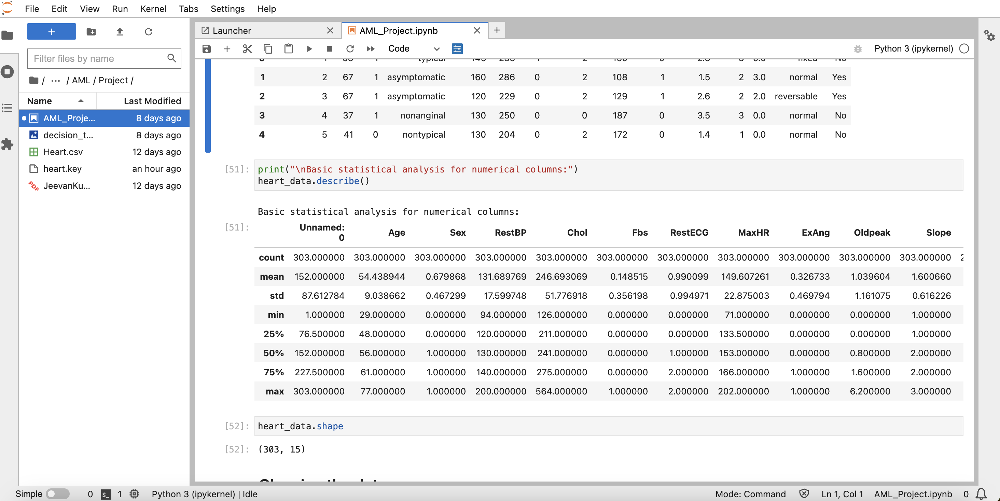 File Edit View Run Kernel Tabs Settings Help
Launcher AML_Project.ipynb
Code Python 3 (ipykernel)
Filter files by name
/ ··· / AML / Project /
Name Last Modified
AML_Proje... 8 days ago
decision_t... 8 days ago
Heart.csv 12 days ago
heart.key an hour ago
PDF JeevanKu... 12 days ago
1 2 67 1 asymptomatic 160 286 0 2 108 1 1.5 2 3.0 normal Yes
2 3 67 1 asymptomatic 120 229 0 2 129 1 2.6 2 2.0 reversable Yes
3 4 37 1 nonanginal 130 250 0 0 187 0 3.5 3 0.0 normal No
4 5 41 0 nontypical 130 204 0 2 172 0 1.4 1 0.0 normal No
[51]: print("\nBasic statistical analysis for numerical columns:")
heart_data.describe()
Basic statistical analysis for numerical columns:
[51]: Unnamed: 0 Age Sex RestBP Chol Fbs RestECG MaxHR ExAng Oldpeak Slope
count 303.000000 303.000000 303.000000 303.000000 303.000000 303.000000 303.000000 303.000000 303.000000 303.000000 303.000000
mean 152.000000 54.438944 0.679868 131.689769 246.693069 0.148515 0.990099 149.607261 0.326733 1.039604 1.600660
std 87.612784 9.038662 0.467299 17.599748 51.776918 0.356198 0.994971 22.875003 0.469794 1.161075 0.616226
min 1.000000 29.000000 0.000000 94.000000 126.000000 0.000000 0.000000 71.000000 0.000000 0.000000 1.000000
25% 76.500000 48.000000 0.000000 120.000000 211.000000 0.000000 0.000000 133.500000 0.000000 0.000000 1.000000
50% 152.000000 56.000000 1.000000 130.000000 241.000000 0.000000 1.000000 153.000000 0.000000 0.800000 2.000000
75% 227.500000 61.000000 1.000000 140.000000 275.000000 0.000000 2.000000 166.000000 1.000000 1.600000 2.000000
max 303.000000 77.000000 1.000000 200.000000 564.000000 1.000000 2.000000 202.000000 1.000000 6.200000 3.000000
[52]: heart_data.shape
[52]: (303, 15)
Simple 0 $_ 1 Python 3 (ipykernel) | Idle Mode: Command Ln 1, Col 1 AML_Project.ipynb 0